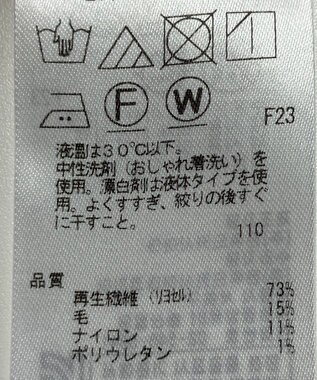 F W
F23
液温は30℃以下。
中性洗剤（おしゃれ着洗い）を
使用。漂白剤は液体タイプを使
用。よくすすぎ、絞りの後すぐ
に干すこと。
110
品質
再生繊維（リヨセル） 73%
毛 15%
ナイロン 11%
ポリウレタン 1%